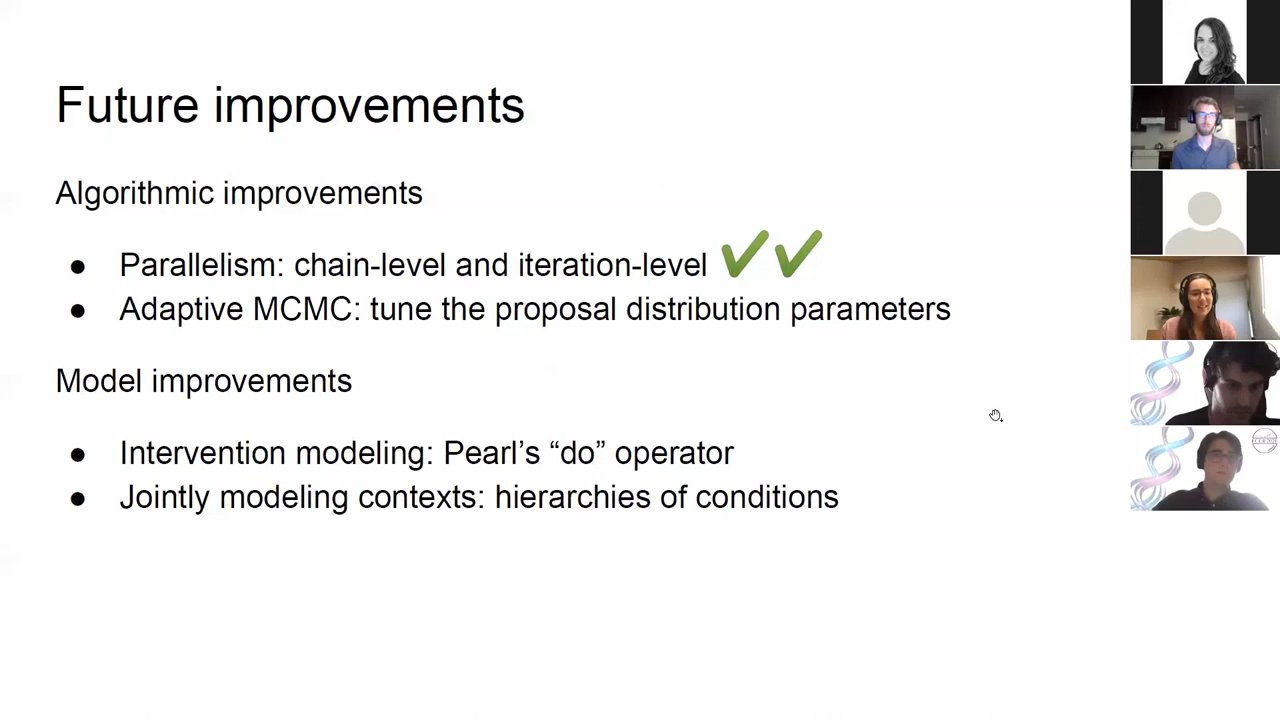 Future improvements
Algorithmic improvements
● Parallelism: chain-level and iteration-level ✔✔
● Adaptive MCMC: tune the proposal distribution parameters
Model improvements
● Intervention modeling: Pearl’s “do” operator
● Jointly modeling contexts: hierarchies of conditions